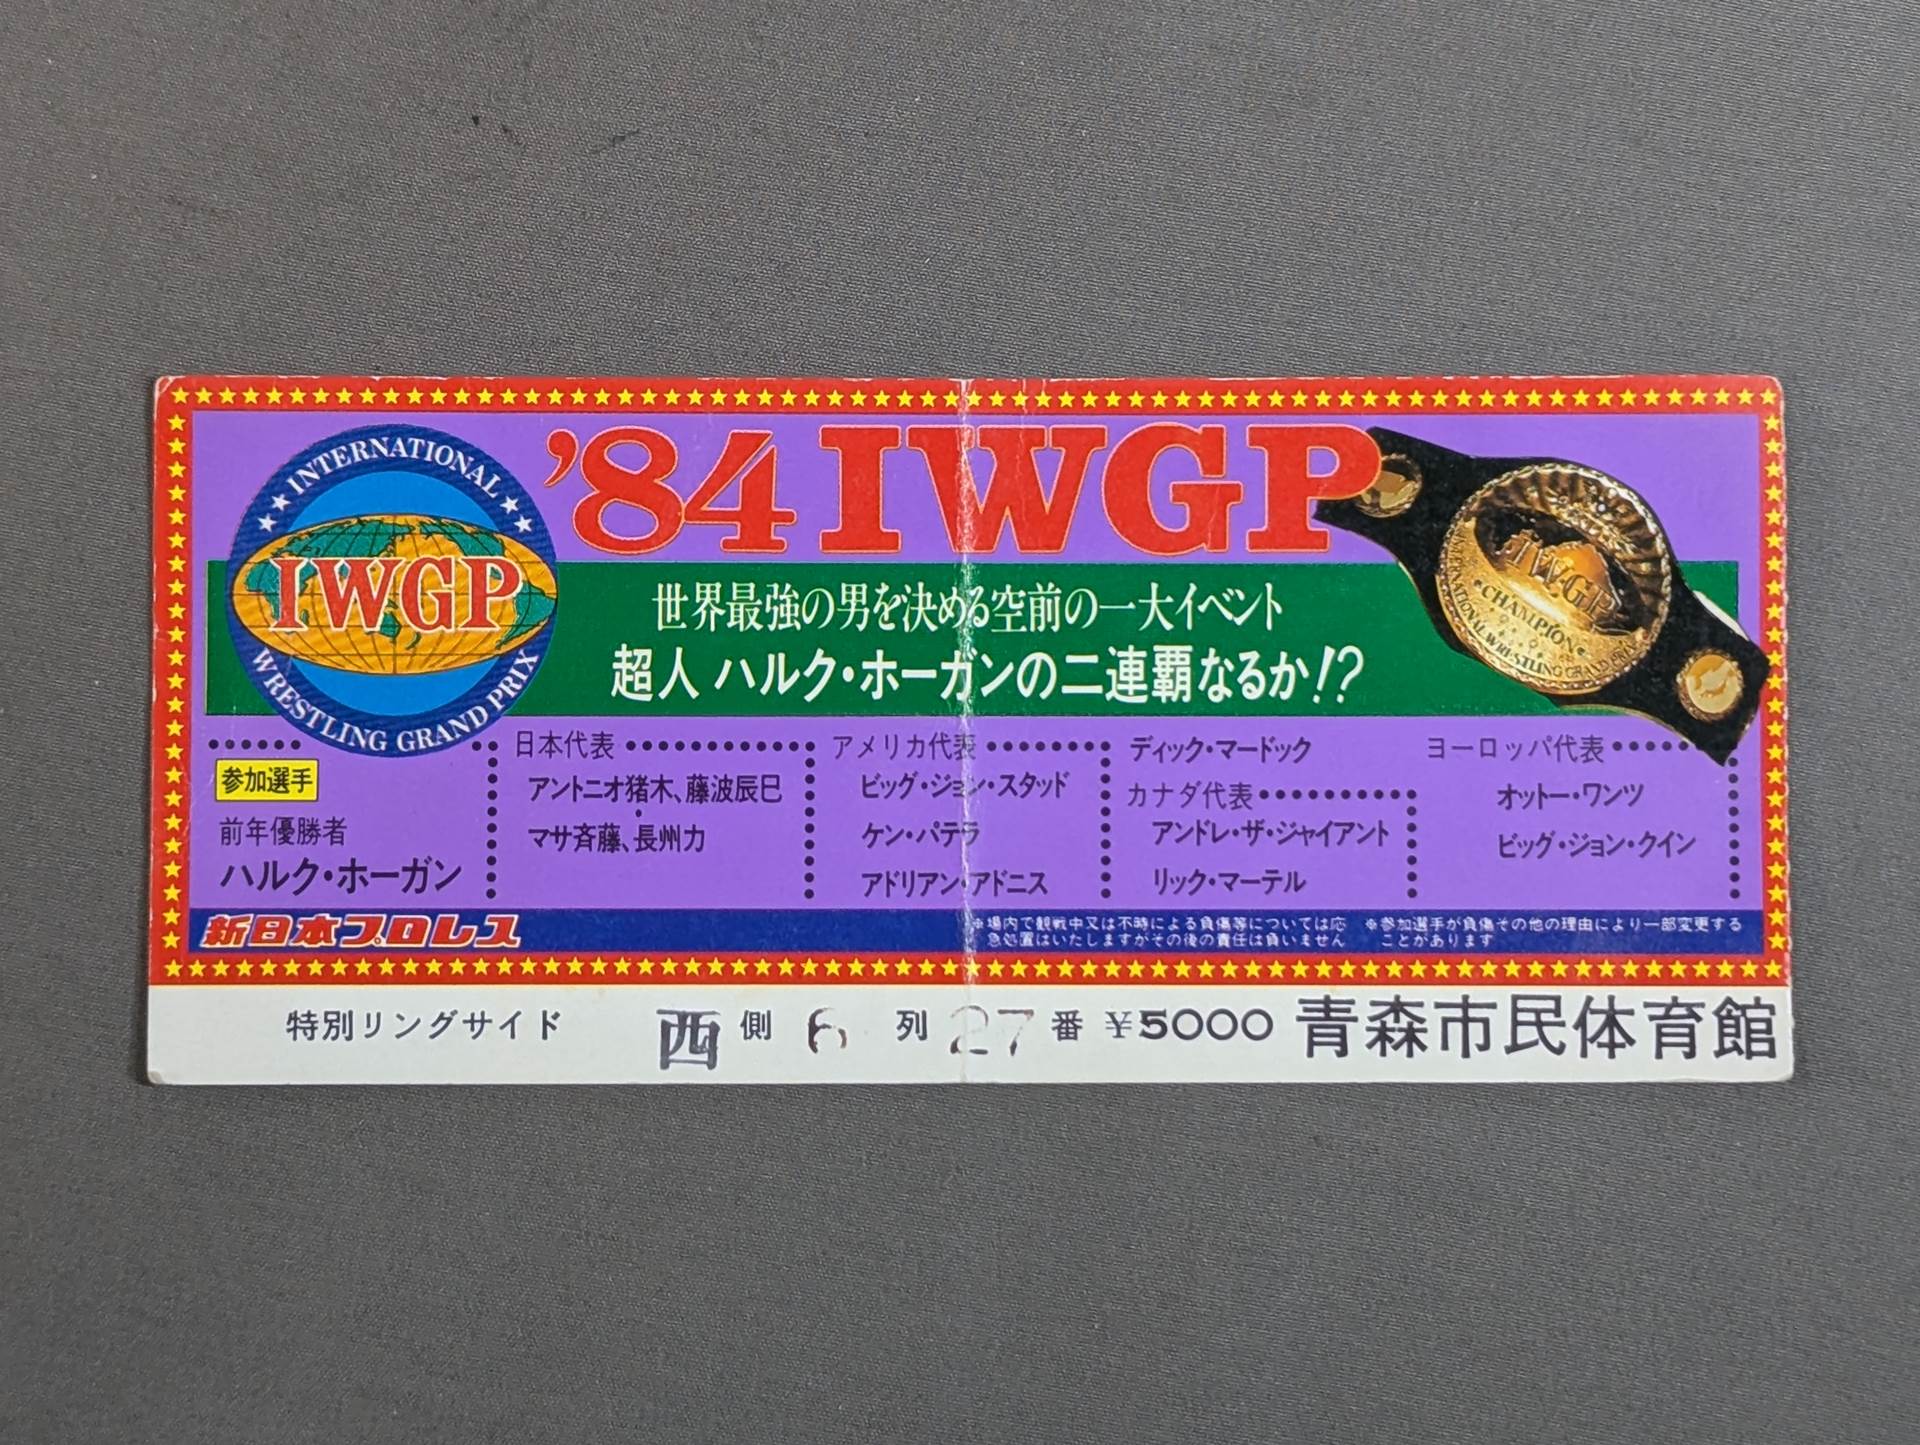 '84 IWGP
INTERNATIONAL
IWGP
WRESTLING GRAND PRIX
世界最強の男を決める空前の一大イベント
超人 ハルク・ホーガンの二連覇なるか!?
IWGP
CHAMPION
INTERNATIONAL WRESTLING GRAND PRIX
参加選手
前年優勝者
ハルク・ホーガン
日本代表
アントニオ猪木、藤波辰巳
マサ斉藤、長州力
アメリカ代表
ビッグ・ジョン・スタッド
ケン・パテラ
アドリアン・アドニス
ディック・マードック
カナダ代表
アンドレ・ザ・ジャイアント
リック・マーテル
ヨーロッパ代表
オットー・ワンツ
ビッグ・ジョン・クイン
新日本プロレス
※場内で観戦中又は不時による負傷等については応
急処置はいたしますがその後の責任は負いません
※参加選手が負傷その他の理由により一部変更する
ことがあります
特別リングサイド 西側 6 列 27 番 ¥5000 青森市民体育館